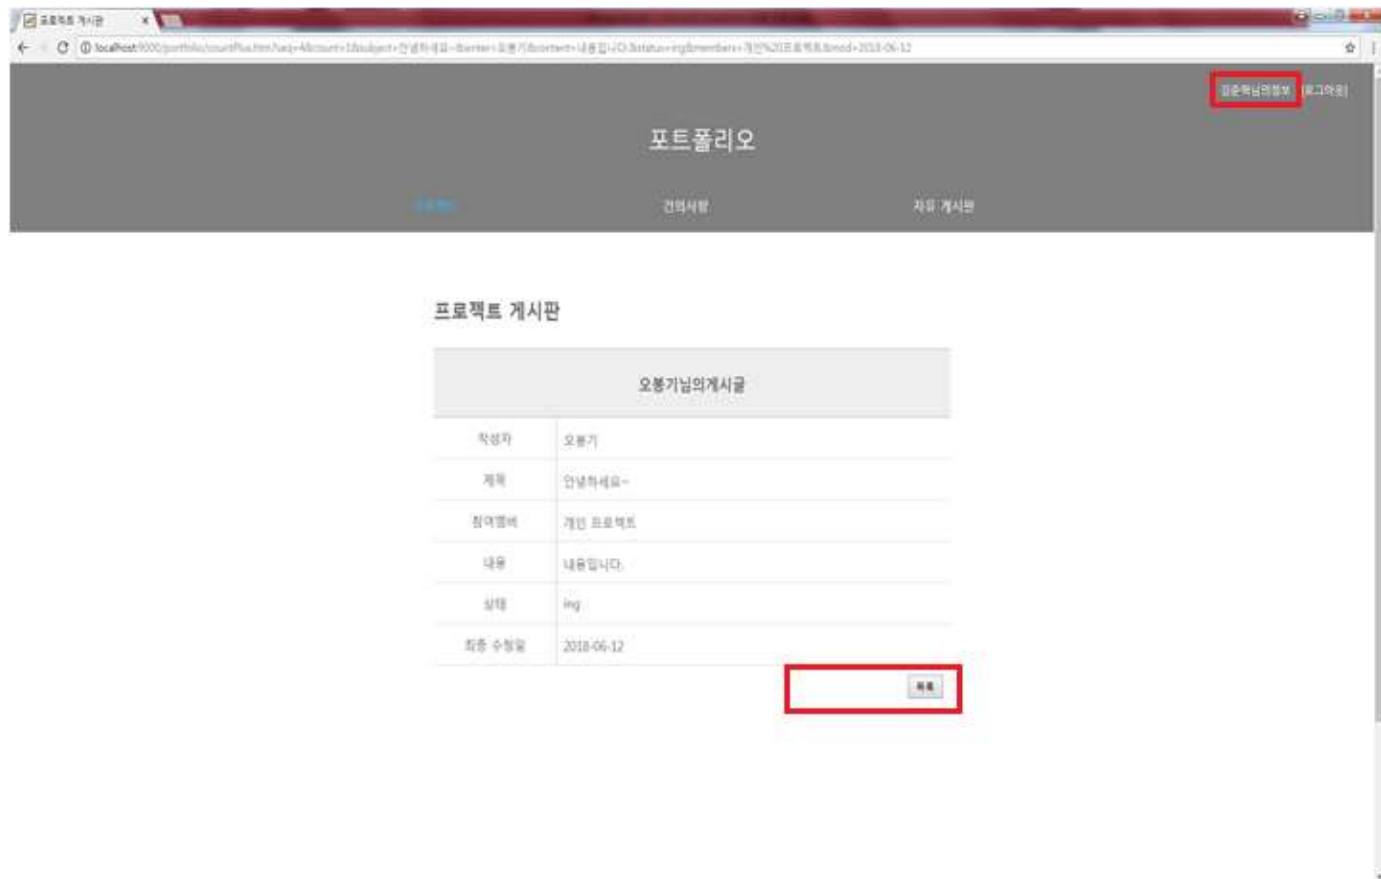 프로젝트 게시판
포트폴리오
[로그아웃]
건의사항
자유 게시판
프로젝트 게시판
오봉기님의게시글
작성자 오봉기
제목 안녕하세요~
참여멤버 개인 프로젝트
내용 내용입니다.
상태 ing
최종 수정일 2018-06-12
목록